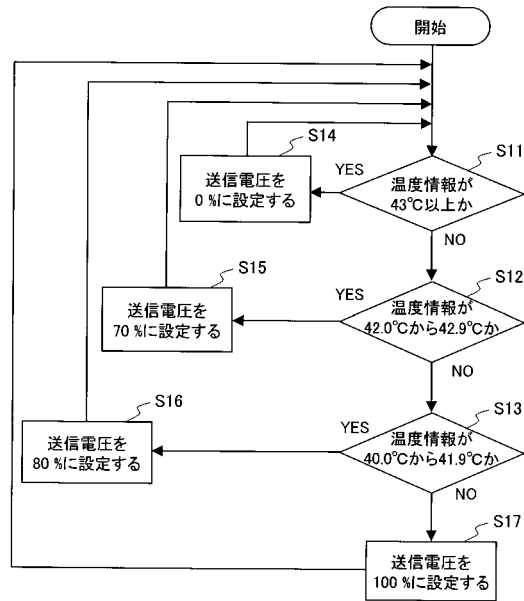 開始
S14
S11
YES
送信電圧を
0 %に設定する
温度情報が
43℃以上か
NO
S15
S12
YES
送信電圧を
70 %に設定する
温度情報が
42.0℃から42.9℃か
NO
S16
S13
YES
送信電圧を
80 %に設定する
温度情報が
40.0℃から41.9℃か
NO
S17
送信電圧を
100 %に設定する